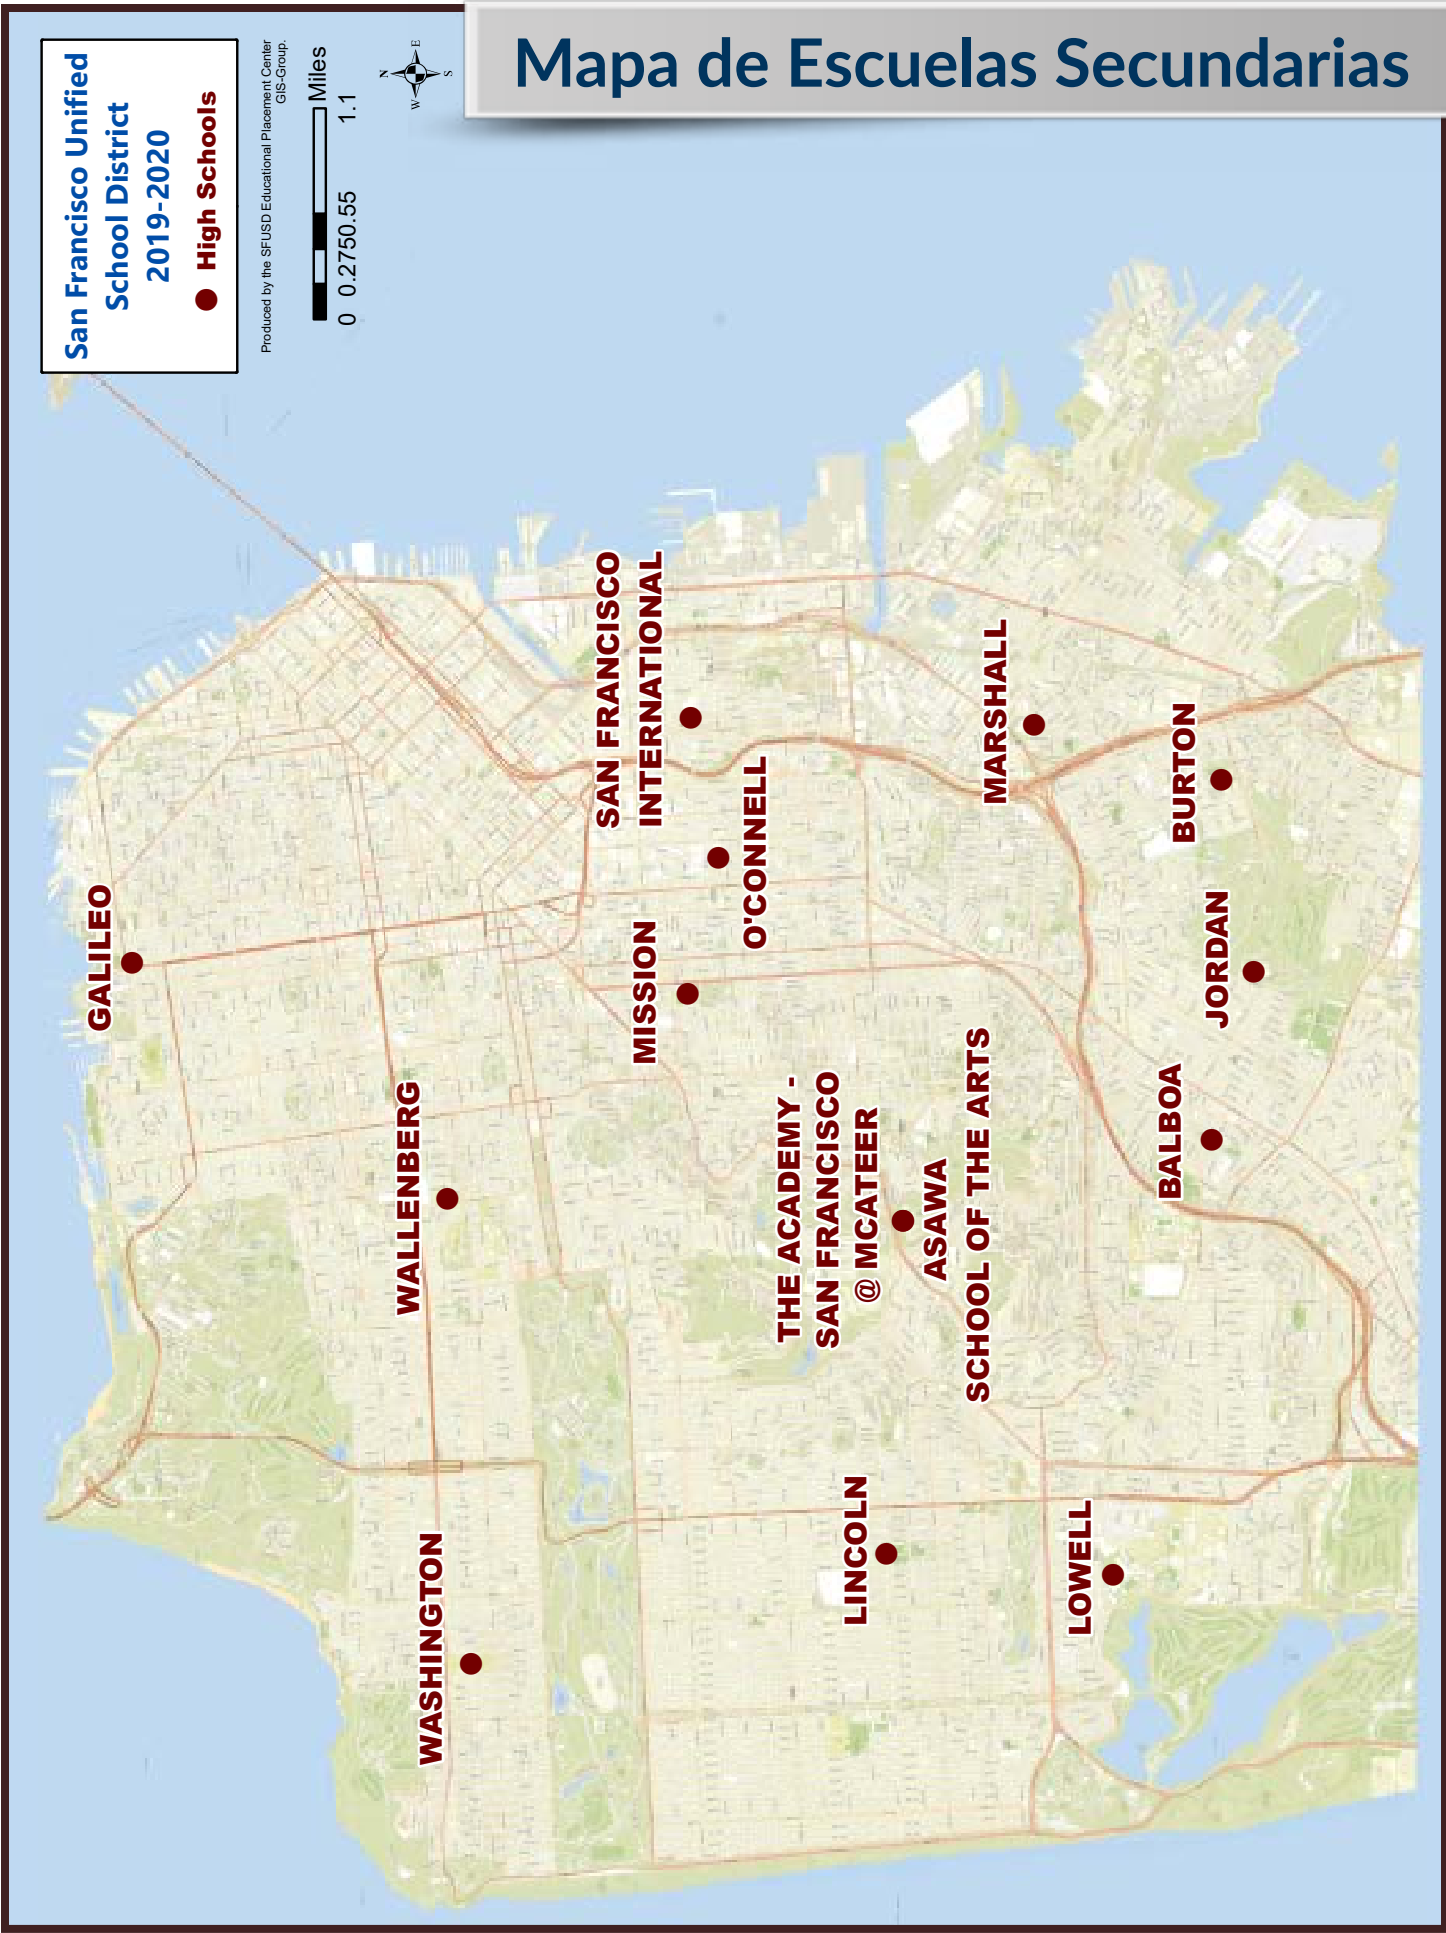 Mapa de Escuelas Secundarias
San Francisco Unified
School District
2019-2020
High Schools
Produced by the SFUSD Educational Placement Center
GIS-Group.
Miles
0 0.2750.55 1.1
N
E
S
W
GALILEO
SAN FRANCISCO
INTERNATIONAL
O'CONNELL
MISSION
MARSHALL
BURTON
JORDAN
BALBOA
WALLENBERG
THE ACADEMY -
SAN FRANCISCO
@ MCATEER
ASAWA
SCHOOL OF THE ARTS
WASHINGTON
LINCOLN
LOWELL